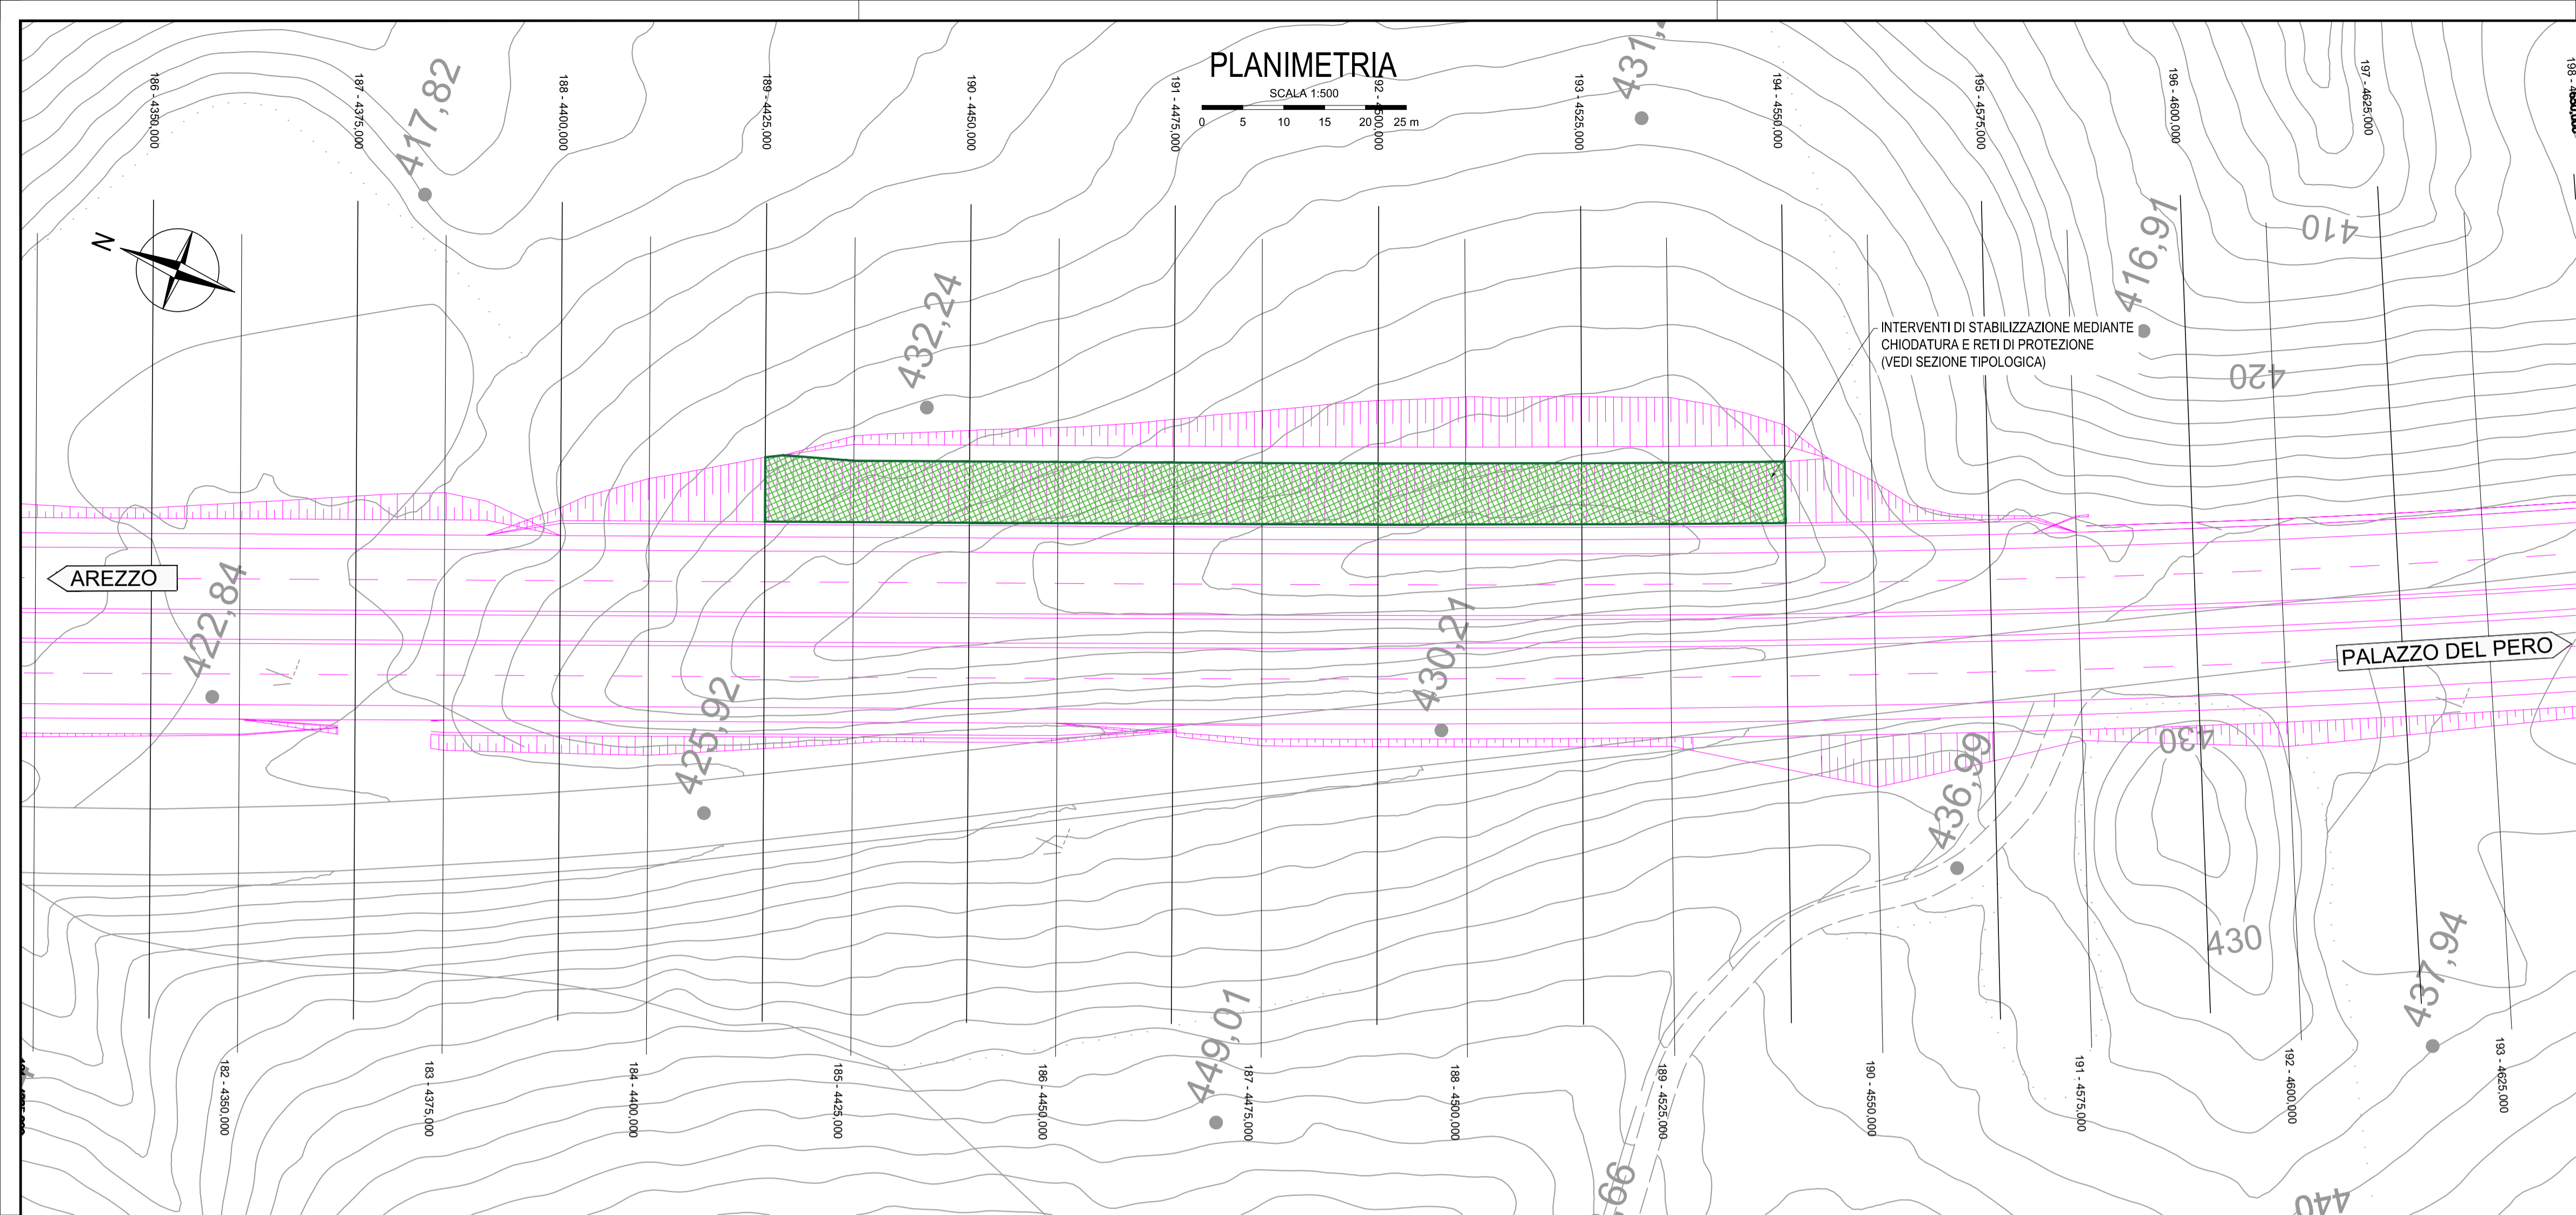 PLANIMETRIA
SCALA 1:500
0 5 10 15 20 25 m
186 - 4350,000
187 - 4375,000
188 - 4400,000
189 - 4425,000
190 - 4450,000
191 - 4475,000
192 - 4500,000
193 - 4525,000
194 - 4550,000
195 - 4575,000
196 - 4600,000
197 - 4625,000
417,82
N
432,24
416,91
410
420
INTERVENTI DI STABILIZZAZIONE MEDIANTE
CHIODATURA E RETI DI PROTEZIONE
(VEDI SEZIONE TIPOLOGICA)
AREZZO
422,84
425,92
430,21
PALAZZO DEL PERO
430
436,99
430
437,94
449,01
440
182 - 4350,000
183 - 4375,000
184 - 4400,000
185 - 4425,000
186 - 4450,000
187 - 4475,000
188 - 4500,000
189 - 4525,000
190 - 4550,000
191 - 4575,000
192 - 4600,000
193 - 4625,000